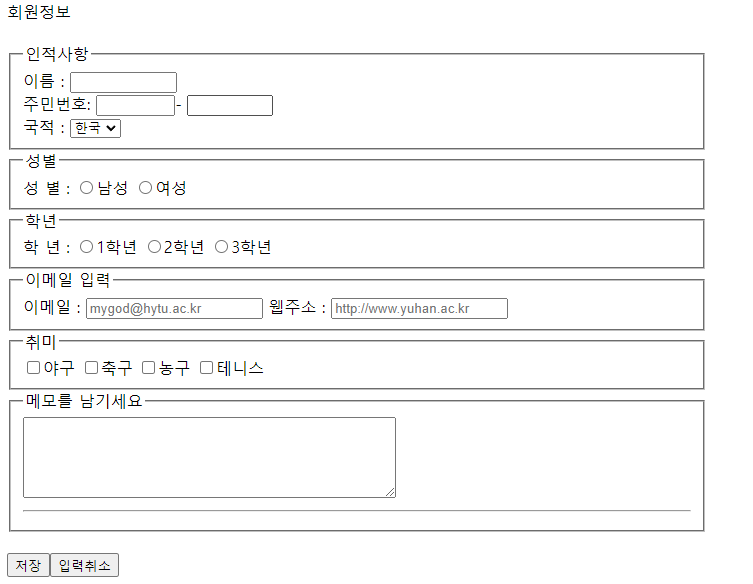 회원정보
인적사항
이름 :
주민번호: -
국적 : 한국
성별
성 별 : 남성 여성
학년
학 년 : 1학년 2학년 3학년
이메일 입력
이메일 : mygod@hytu.ac.kr 웹주소 : http://www.yuhan.ac.kr
취미
야구 축구 농구 테니스
메모를 남기세요
저장 입력취소